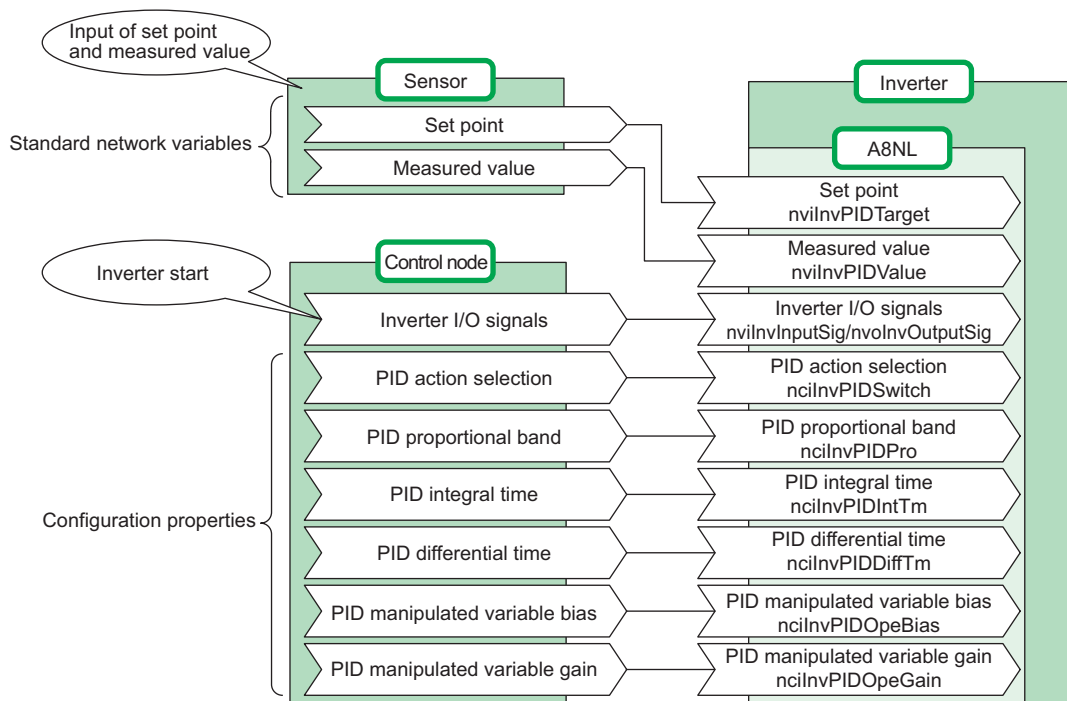 Input of set point
and measured value
Sensor
Set point
Measured value
Standard network variables
Inverter
A8NL
Set point
nviInvPIDTarget
Measured value
nviInvPIDValue
Inverter start
Control node
Inverter I/O signals
Inverter I/O signals
nviInvInputSig/nvoInvOutputSig
PID action selection
PID action selection
nciInvPIDSwitch
PID proportional band
PID proportional band
nciInvPIDPro
Configuration properties
PID integral time
PID integral time
nciInvPIDIntTm
PID differential time
PID differential time
nciInvPIDDiffTm
PID manipulated variable bias
PID manipulated variable bias
nciInvPIDOpeBias
PID manipulated variable gain
PID manipulated variable gain
nciInvPIDOpeGain